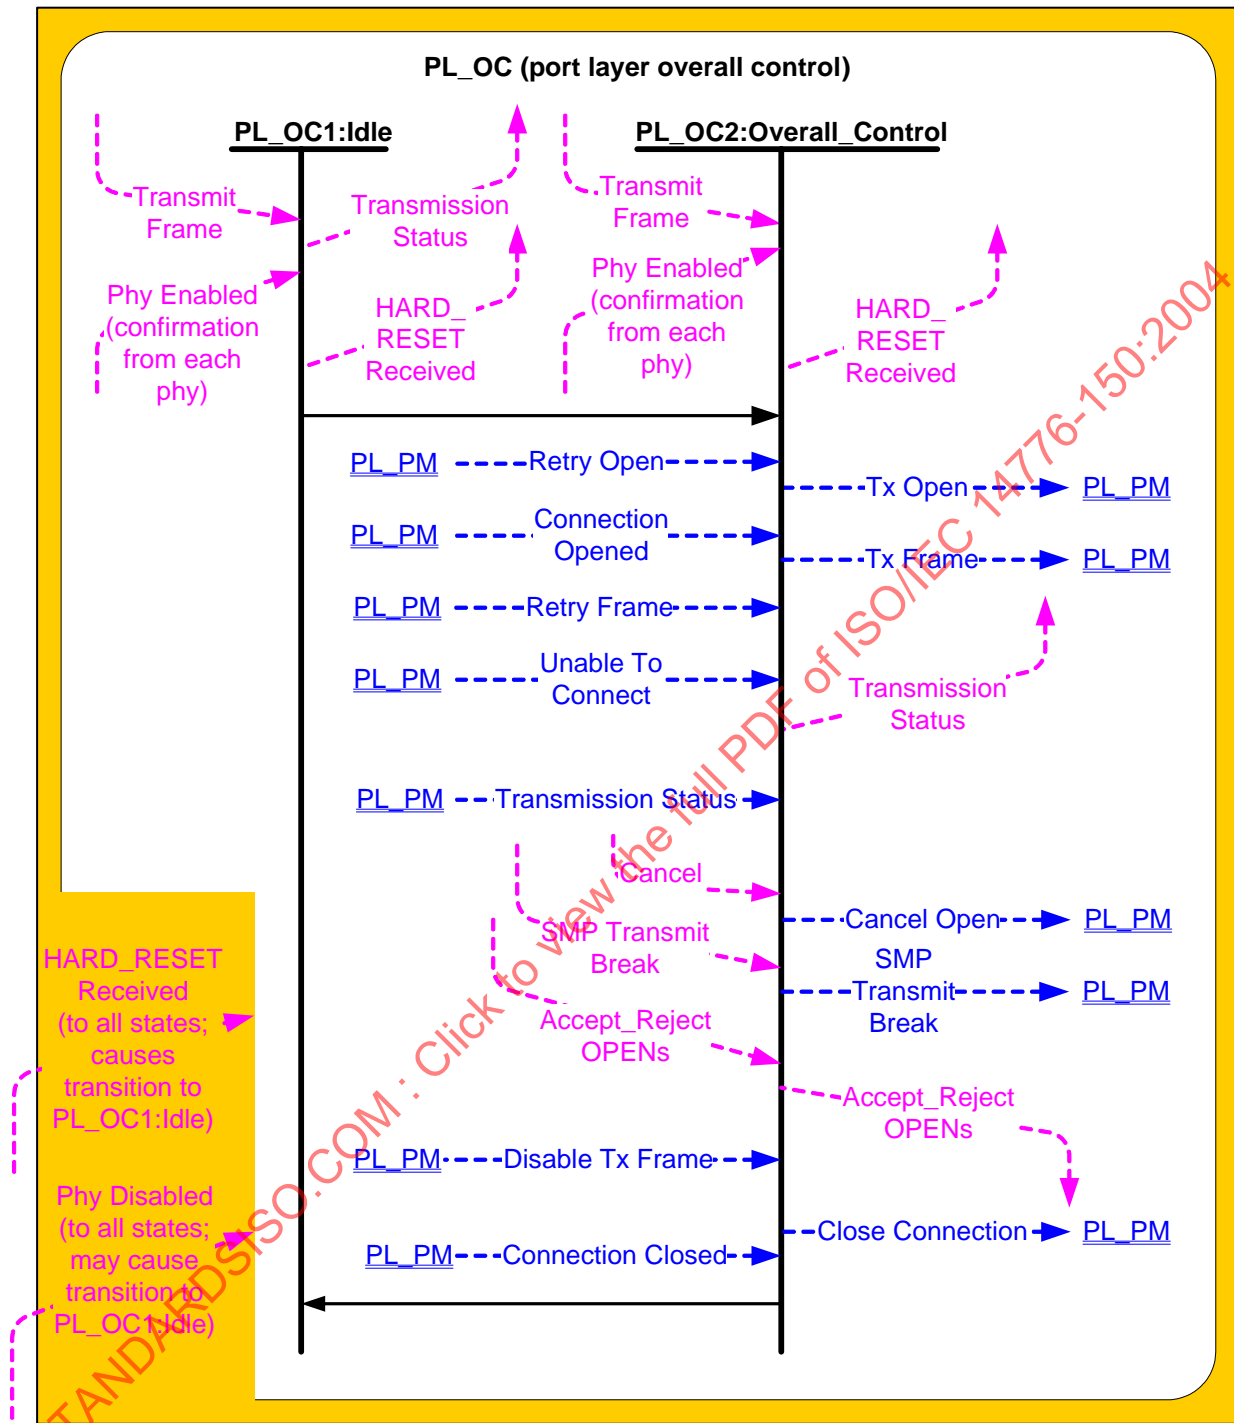 PL_OC (port layer overall control)
PL_OC1:Idle
PL_OC2:Overall_Control
Transmit
Frame
Transmission
Status
Transmit
Frame
Phy Enabled
(confirmation
from each
phy)
HARD_
RESET
Received
Phy Enabled
(confirmation
from each
phy)
HARD_
RESET
Received
PL_PM Retry Open
Tx Open PL_PM
PL_PM Connection
Opened
Tx Frame PL_PM
PL_PM Retry Frame
PL_PM Unable To
Connect
Transmission
Status
PL_PM Transmission Status
Cancel
Cancel Open PL_PM
SMP Transmit
Break
SMP
Transmit PL_PM
Break
Accept_Reject
OPENs
Accept_Reject
OPENs
PL_PM Disable Tx Frame
Close Connection PL_PM
PL_PM Connection Closed
HARD_RESET
Received
(to all states;
causes
transition to
PL_OC1:Idle)
Phy Disabled
(to all states;
may cause
transition to
PL_OC1:Idle)
TANDARDSISO.COM : Click to view the full PDF of ISO/IEC 14776-150:2004